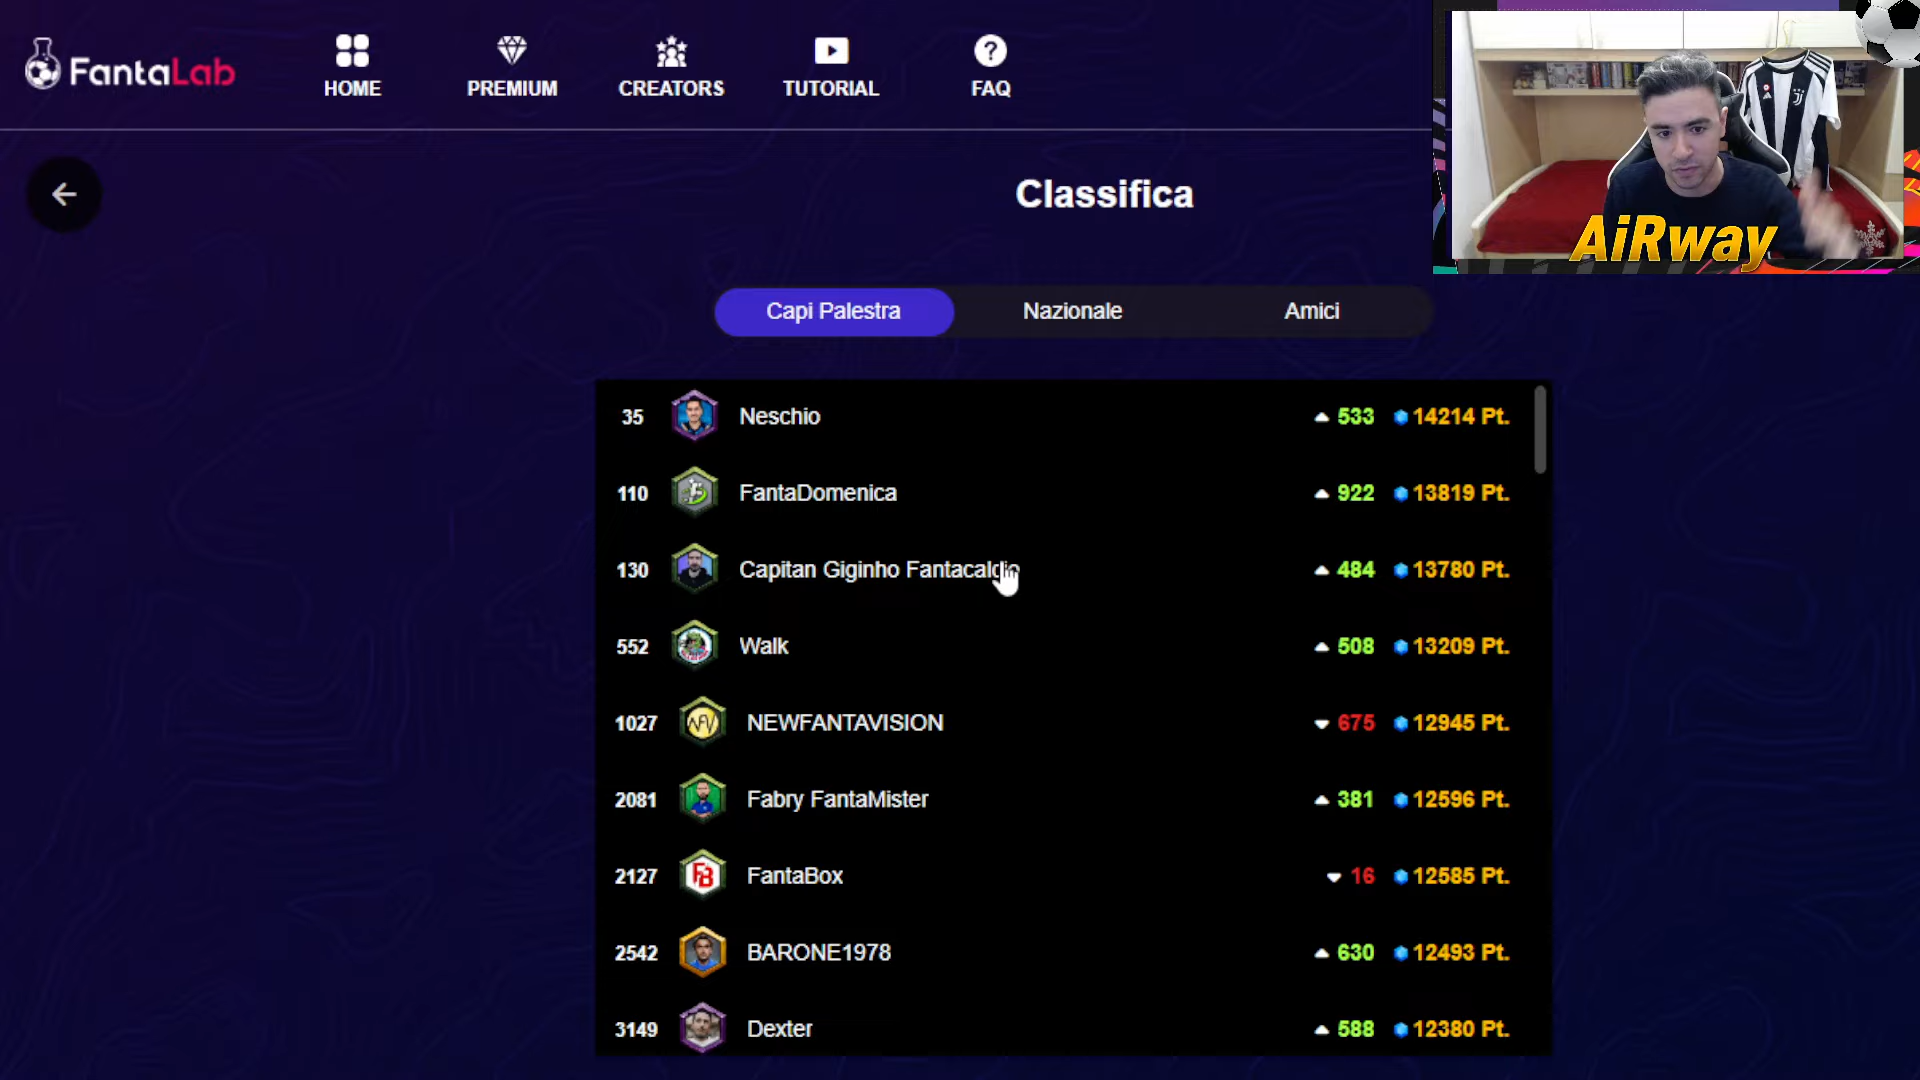 FantaLab
HOME
PREMIUM
CREATORS
TUTORIAL
FAQ
AiRway
Classifica
Capi Palestra
Nazionale
Amici
35 Neschio 533 14214 Pt.
110 FantaDomenica 922 13819 Pt.
130 Capitan Giginho Fantacalcio 484 13780 Pt.
552 Walk 508 13209 Pt.
1027 NFV NEWFANTAVISION 675 12945 Pt.
2081 Fabry FantaMister 381 12596 Pt.
2127 FB FantaBox 16 12585 Pt.
2542 BARONE1978 630 12493 Pt.
3149 Dexter 588 12380 Pt.